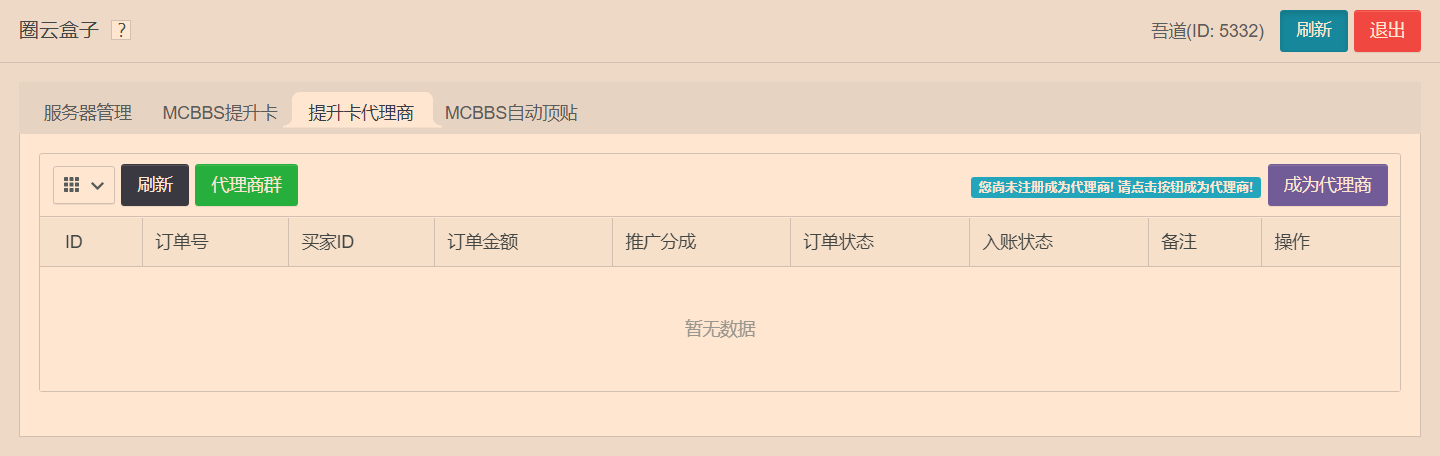 圈云盒子 ?
吾道(ID: 5332) 刷新 退出
服务器管理 MCBBS提升卡 提升卡代理商 MCBBS自动顶贴
刷新 代理商群 您尚未注册成为代理商! 请点击按钮成为代理商! 成为代理商
ID 订单号 买家ID 订单金额 推广分成 订单状态 入账状态 备注 操作
暂无数据